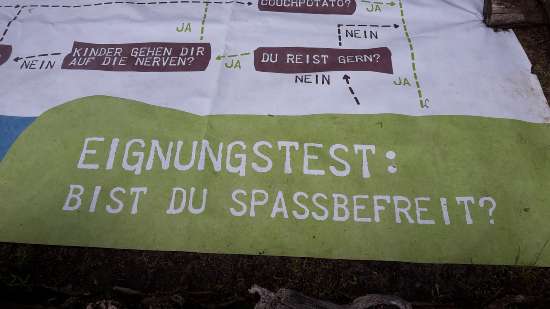 COUCHPOTATO?
JA
JA
NEIN
KINDER GEHEN DIR
AUF DIE NERVEN?
NEIN
JA
DU REIST GERN?
NEIN
JA
EIGNUNGSTEST:
BIST DU SPASSBEFREIT?